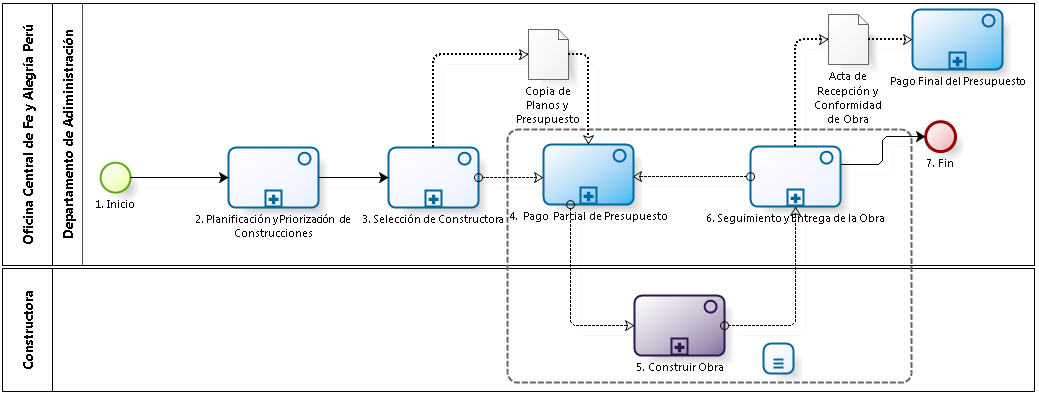 Oficina Central de Fe y Alegría Perú
Departamento de Adiministración
Constructora
1. Inicio
2. Planificación y Priorización de
Construcciones
3. Selección de Constructora
Copia de
Planos y
Presupuesto
4. Pago Parcial de Presupuesto
5. Construir Obra
6. Seguimiento y Entrega de la Obra
Acta de
Recepción y
Conformidad
de Obra
Pago Final del Presupuesto
7. Fin